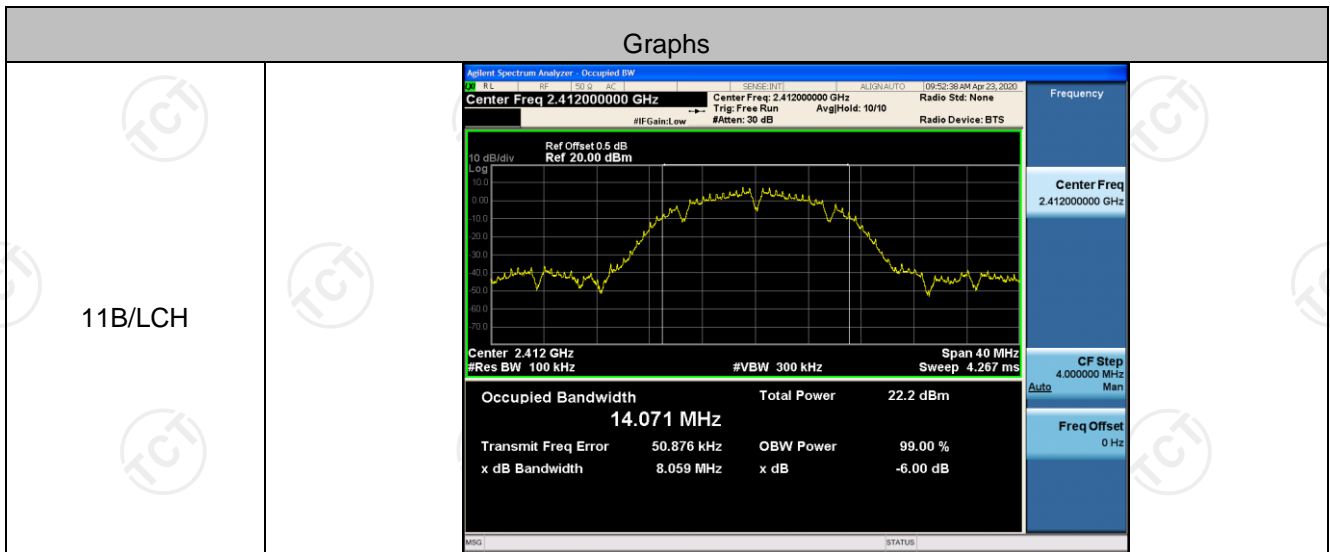 Graphs
11B/LCH
Agilent Spectrum Analyzer - Occupied BW
RL RF 50 Ω AC SENSE:INT ALIGNAUTO 09:52:38 AM Apr 23, 2020
Center Freq 2.412000000 GHz
Center Freq: 2.412000000 GHz Radio Std: None
Trig: Free Run Avg|Hold: 10/10
#IFGain:Low #Atten: 30 dB Radio Device: BTS
Ref Offset 0.5 dB
10 dB/div Ref 20.00 dBm
Log
10.0
0.00
-10.0
-20.0
-30.0
-40.0
-50.0
-60.0
-70.0
Center 2.412 GHz Span 40 MHz
#Res BW 100 kHz #VBW 300 kHz Sweep 4.267 ms
Occupied Bandwidth Total Power 22.2 dBm
14.071 MHz
Transmit Freq Error 50.876 kHz OBW Power 99.00 %
x dB Bandwidth 8.059 MHz x dB -6.00 dB
MSG STATUS
Frequency
Center Freq
2.412000000 GHz
CF Step
4.000000 MHz
Auto Man
Freq Offset
0 Hz
TCT
TCT
TCT
TCT
TCT